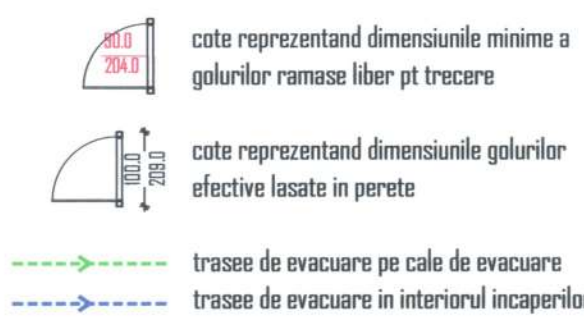 90.0
204.0
cote reprezentand dimensiunile minime a
golurilor ramase liber pt trecere
100.0
209.0
cote reprezentand dimensiunile golurilor
efective lasate in perete
trasee de evacuare pe cale de evacuare
trasee de evacuare in interiorul incaperilo